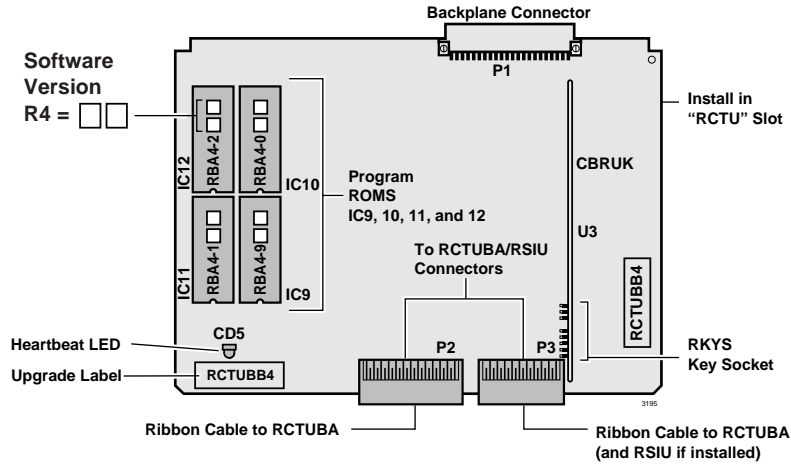 Backplane Connector
P1
Software
Version
R4 =
Install in
“RCTU” Slot
IC12
RBA4-2
RBA4-0
IC10
CBRUK
Program
ROMS
IC9, 10, 11, and 12
U3
To RCTUBA/RSIU
Connectors
IC11
RBA4-1
RBA4-9
IC9
RCTUBB4
CD5
Heartbeat LED
P2
P3
RKYS
Key Socket
Upgrade Label
RCTUBB4
3195
Ribbon Cable to RCTUBA
Ribbon Cable to RCTUBA
(and RSIU if installed)